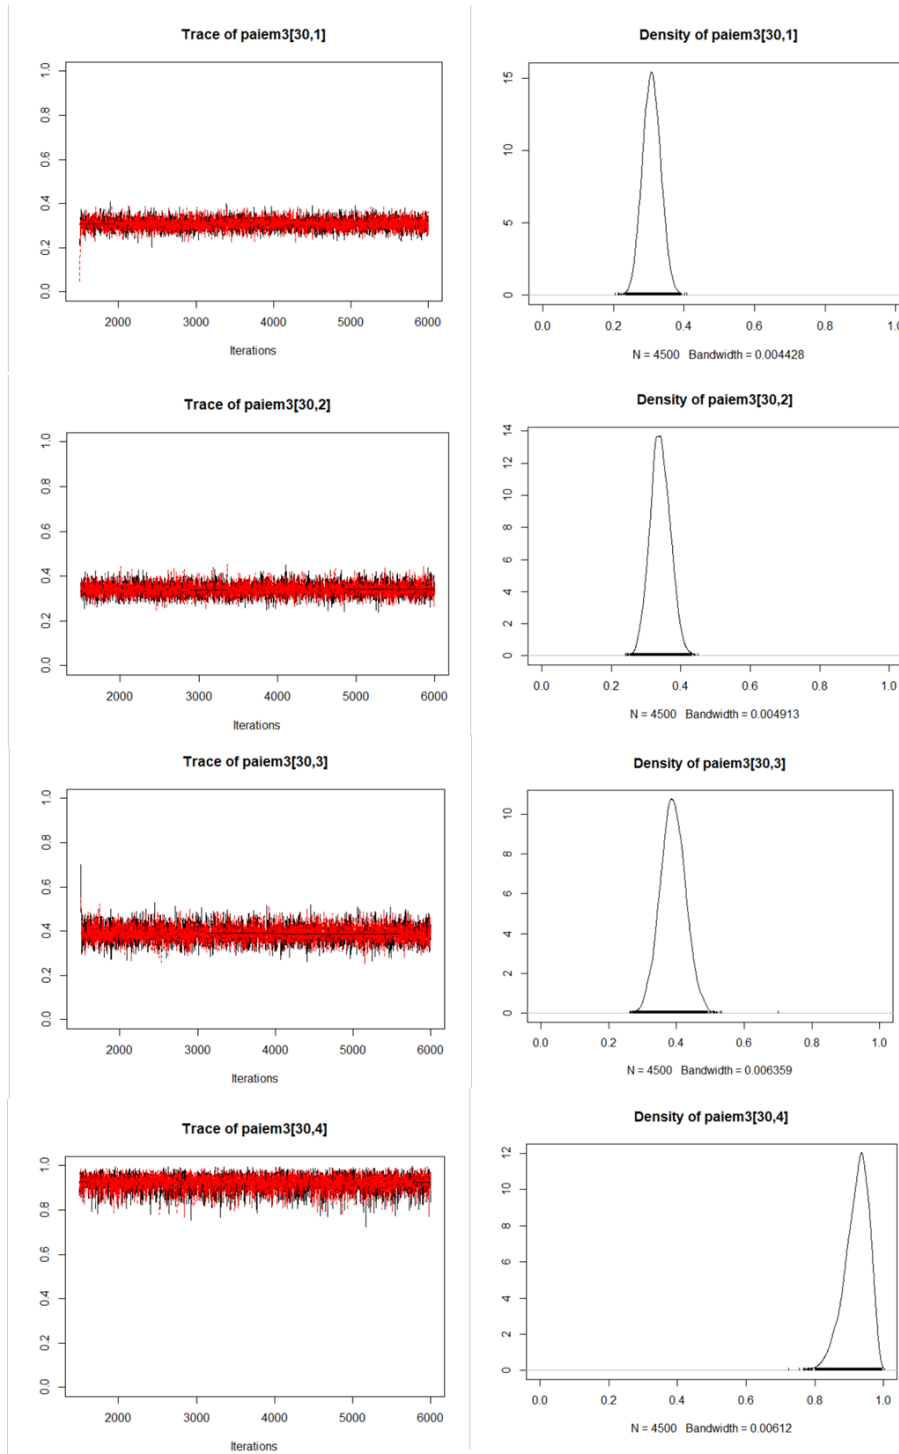 Trace of paiem3[30,1]
1.0
0.8
0.6
0.4
0.2
0.0
2000 3000 4000 5000 6000
Iterations
Density of paiem3[30,1]
15
10
5
0
0.0 0.2 0.4 0.6 0.8 1.0
N = 4500 Bandwidth = 0.004428
Trace of paiem3[30,2]
1.0
0.8
0.6
0.4
0.2
0.0
2000 3000 4000 5000 6000
Iterations
Density of paiem3[30,2]
14
12
10
8
6
4
2
0
0.0 0.2 0.4 0.6 0.8 1.0
N = 4500 Bandwidth = 0.004913
Trace of paiem3[30,3]
1.0
0.8
0.6
0.4
0.2
0.0
2000 3000 4000 5000 6000
Iterations
Density of paiem3[30,3]
10
8
6
4
2
0
0.0 0.2 0.4 0.6 0.8 1.0
N = 4500 Bandwidth = 0.006359
Trace of paiem3[30,4]
1.0
0.8
0.6
0.4
0.2
0.0
2000 3000 4000 5000 6000
Iterations
Density of paiem3[30,4]
12
10
8
6
4
2
0
0.0 0.2 0.4 0.6 0.8 1.0
N = 4500 Bandwidth = 0.00612